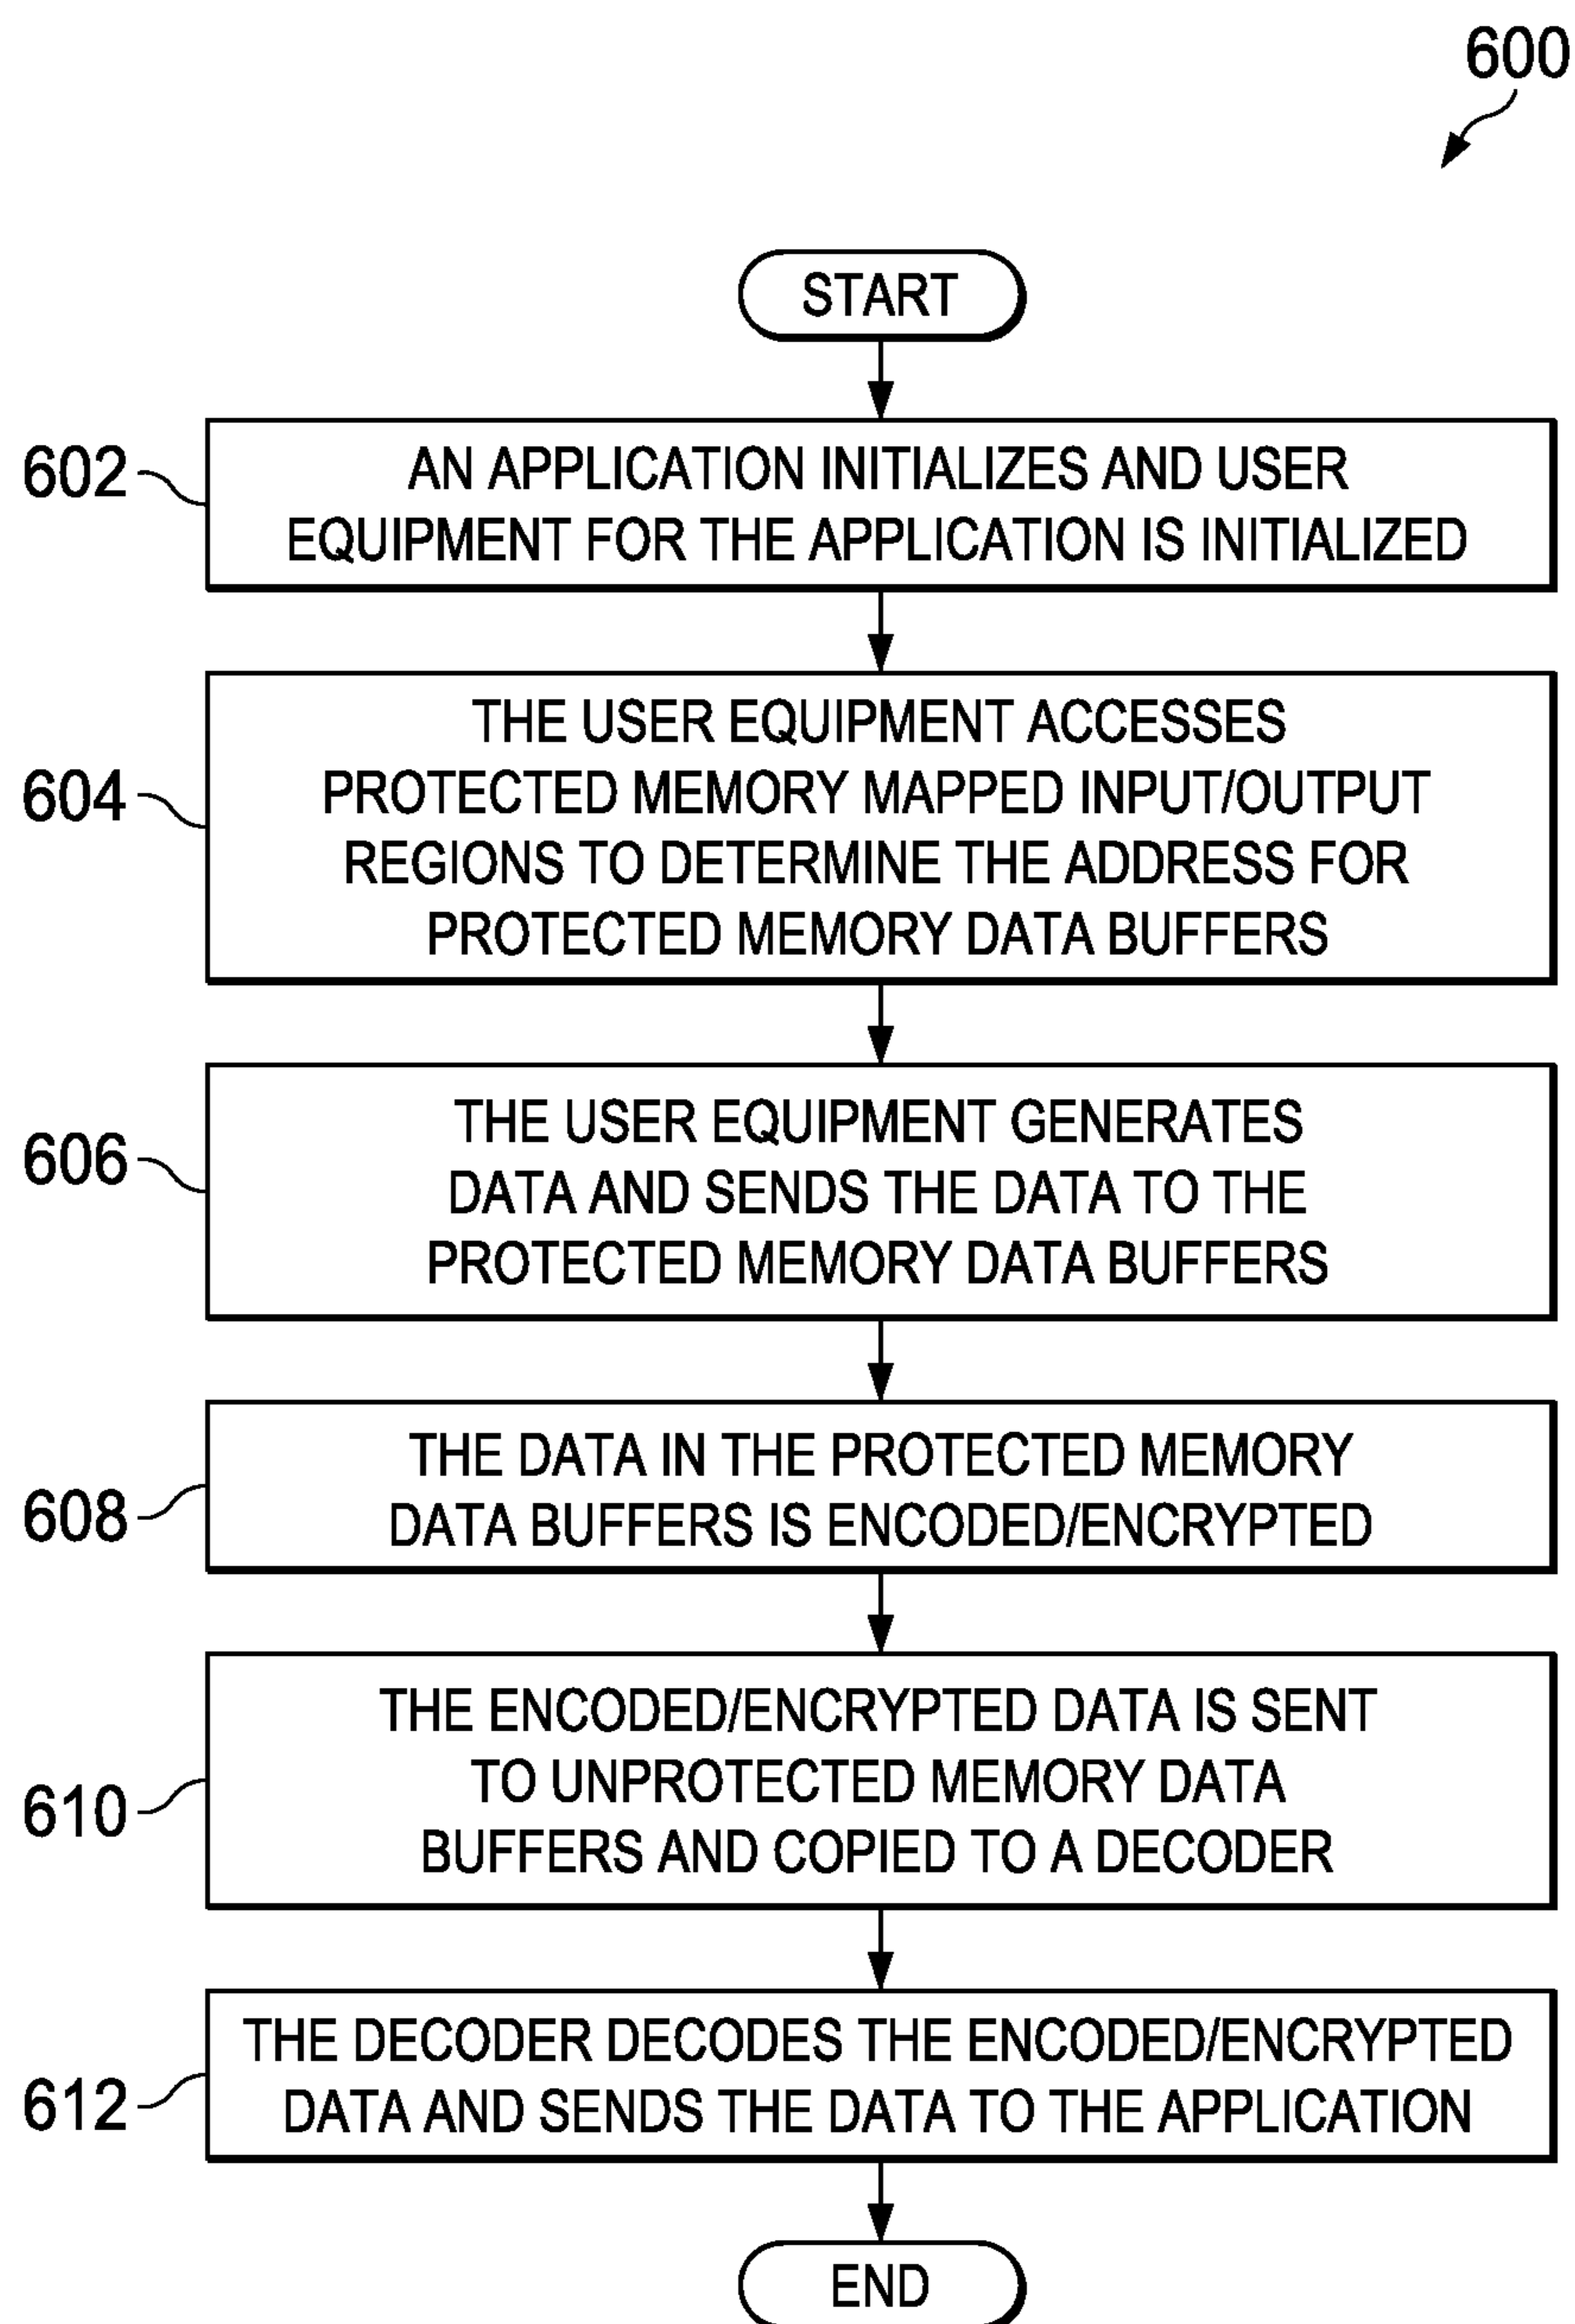 600
START
602
AN APPLICATION INITIALIZES AND USER
EQUIPMENT FOR THE APPLICATION IS INITIALIZED
604
THE USER EQUIPMENT ACCESSES
PROTECTED MEMORY MAPPED INPUT/OUTPUT
REGIONS TO DETERMINE THE ADDRESS FOR
PROTECTED MEMORY DATA BUFFERS
606
THE USER EQUIPMENT GENERATES
DATA AND SENDS THE DATA TO THE
PROTECTED MEMORY DATA BUFFERS
608
THE DATA IN THE PROTECTED MEMORY
DATA BUFFERS IS ENCODED/ENCRYPTED
610
THE ENCODED/ENCRYPTED DATA IS SENT
TO UNPROTECTED MEMORY DATA
BUFFERS AND COPIED TO A DECODER
612
THE DECODER DECODES THE ENCODED/ENCRYPTED
DATA AND SENDS THE DATA TO THE APPLICATION
END